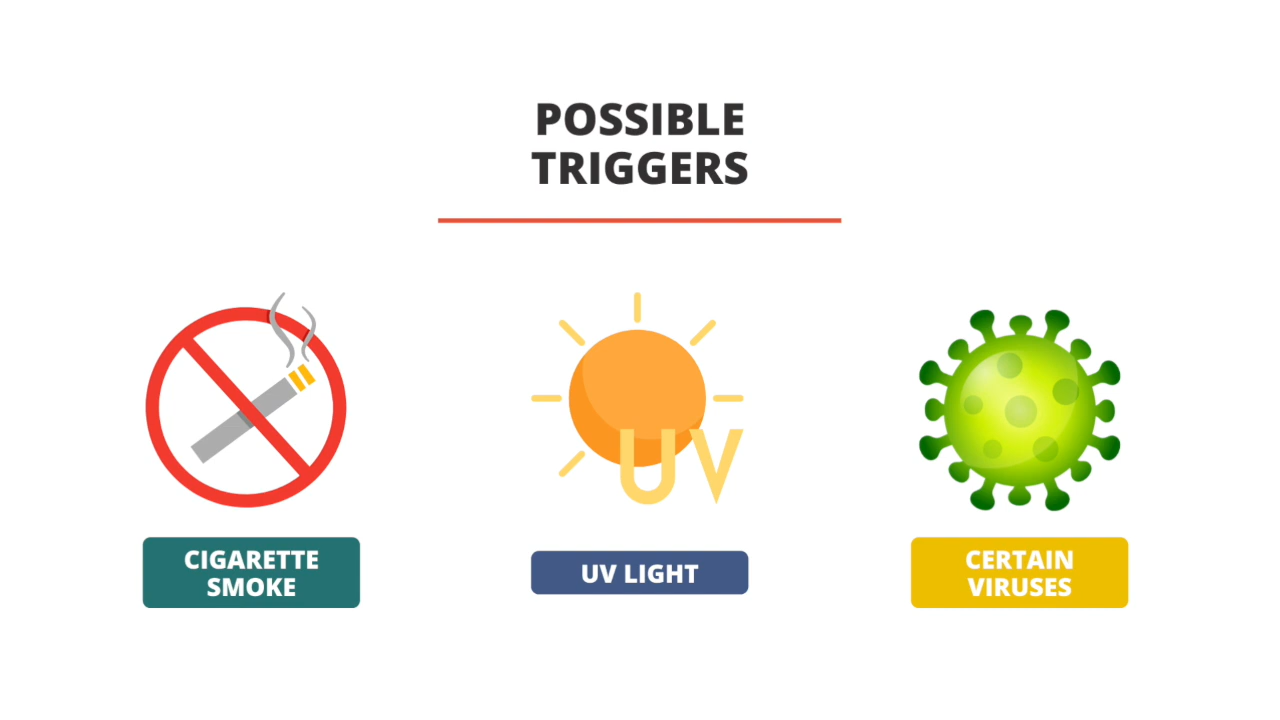 POSSIBLE
TRIGGERS
UV
CIGARETTE
SMOKE
UV LIGHT
CERTAIN
VIRUSES